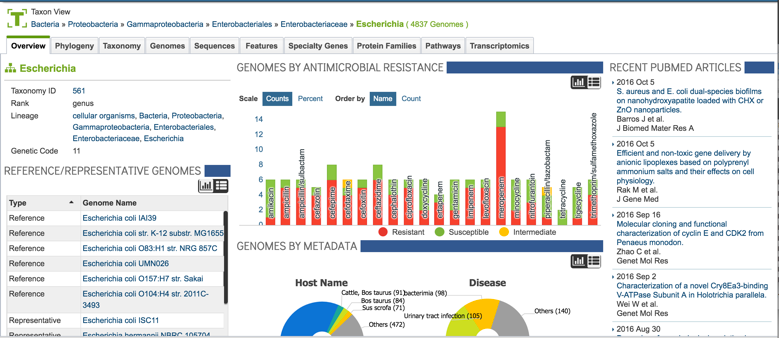 Taxon View
Bacteria » Proteobacteria » Gammaproteobacteria » Enterobacteriales » Enterobacteriaceae » Escherichia ( 4837 Genomes )
Overview Phylogeny Taxonomy Genomes Sequences Features Specialty Genes Protein Families Pathways Transcriptomics
Escherichia
Taxonomy ID 561
Rank genus
Lineage cellular organisms, Bacteria, Proteobacteria,
Gammaproteobacteria, Enterobacteriales,
Enterobacteriaceae, Escherichia
Genetic Code 11
REFERENCE/REPRESENTATIVE GENOMES
Type Genome Name
Reference Escherichia coli IAI39
Reference Escherichia coli str. K-12 substr. MG1655
Reference Escherichia coli O83:H1 str. NRG 857C
Reference Escherichia coli UMN026
Reference Escherichia coli O157:H7 str. Sakai
Reference Escherichia coli O104:H4 str. 2011C-
3493
Representative Escherichia coli ISC11
Representative Escherichia hermannii NBRC 105704
GENOMES BY ANTIMICROBIAL RESISTANCE
Scale Counts Percent Order by Name Count
14
12
10
8
6
4
2
0
amikacin
ampicillin
ampicillin/sulbactam
cefazolin
cefepime
cefotaxime
cefoxitin
ceftazidime
ciprofloxacin
doxycycline
ertapenem
gentamicin
imipenem
levofloxacin
meropenem
minocycline
nitrofurantoin
piperacillin/tazobactam
tetracycline
tigecycline
trimethoprim/sulfamethoxazole
Resistant Susceptible Intermediate
GENOMES BY METADATA
Host Name
Cattle, Bos taurus (91)
Bos taurus (84)
Sus scrofa (71)
Others (472)
Disease
bacterimia (98)
Urinary tract infection (105)
Others (140)
RECENT PUBMED ARTICLES
2016 Oct 5
S. aureus and E. coli dual-species biofilms
on nanohydroxyapatite loaded with CHX or
ZnO nanoparticles.
Barros J et al.
J Biomed Mater Res A
2016 Oct 5
Efficient and non-toxic gene delivery by
anionic lipoplexes based on polyprenyl
ammonium salts and their effects on cell
physiology.
Rak M et al.
J Gene Med
2016 Sep 16
Molecular cloning and functional
characterization of cyclin E and CDK2 from
Penaeus monodon.
Zhao C et al.
Genet Mol Res
2016 Sep 2
Characterization of a novel Cry8Ea3-binding
V-ATPase Subunit A in Holotrichia parallela.
Wei W et al.
Genet Mol Res
2016 Aug 30